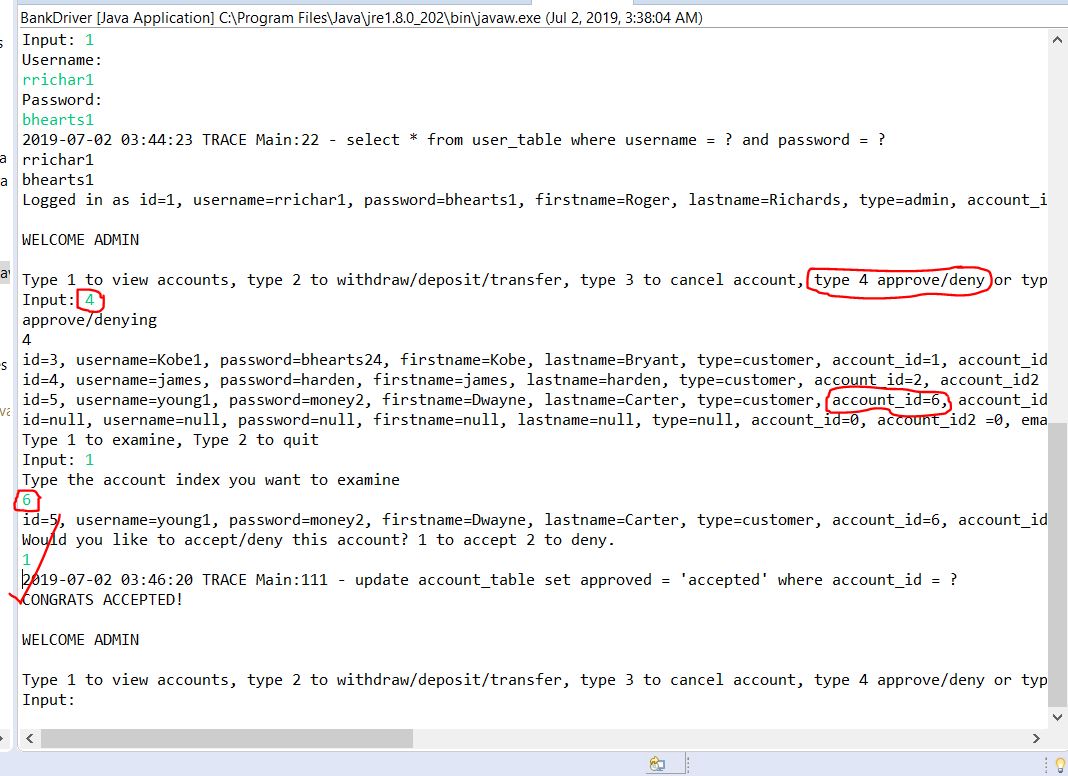 BankDriver [Java Application] C:\Program Files\Java\jre1.8.0_202\bin\javaw.exe (Jul 2, 2019, 3:38:04 AM)
Input: 1
Username:
rrichar1
Password:
bhearts1
2019-07-02 03:44:23 TRACE Main:22 - select * from user_table where username = ? and password = ?
rrichar1
bhearts1
Logged in as id=1, username=rrichar1, password=bhearts1, firstname=Roger, lastname=Richards, type=admin, account_i
WELCOME ADMIN
Type 1 to view accounts, type 2 to withdraw/deposit/transfer, type 3 to cancel account, type 4 approve/deny or typ
Input: 4
approve/denying
4
id=3, username=Kobe1, password=bhearts24, firstname=Kobe, lastname=Bryant, type=customer, account_id=1, account_id
id=4, username=james, password=harden, firstname=james, lastname=harden, type=customer, account_id=2, account_id2
id=5, username=young1, password=money2, firstname=Dwayne, lastname=Carter, type=customer, account_id=6, account_id
id=null, username=null, password=null, firstname=null, lastname=null, type=null, account_id=0, account_id2 =0, ema
Type 1 to examine, Type 2 to quit
Input: 1
Type the account index you want to examine
6
id=5, username=young1, password=money2, firstname=Dwayne, lastname=Carter, type=customer, account_id=6, account_id
Would you like to accept/deny this account? 1 to accept 2 to deny.
1
2019-07-02 03:46:20 TRACE Main:111 - update account_table set approved = 'accepted' where account_id = ?
CONGRATS ACCEPTED!
WELCOME ADMIN
Type 1 to view accounts, type 2 to withdraw/deposit/transfer, type 3 to cancel account, type 4 approve/deny or typ
Input: